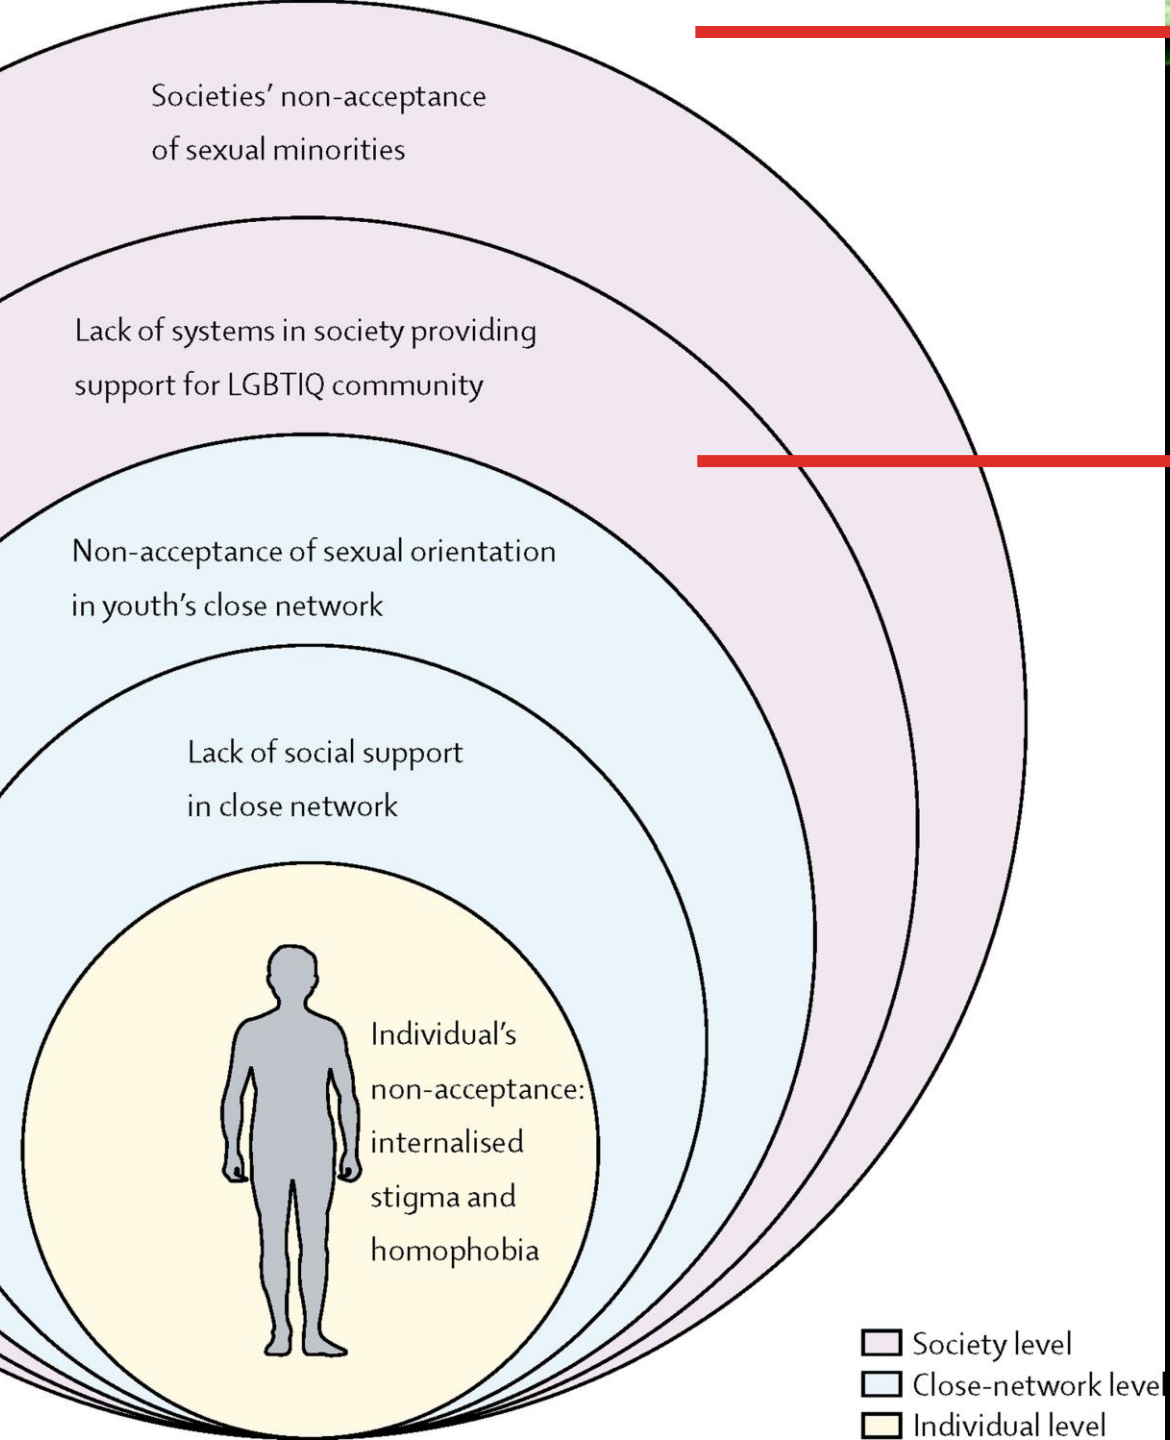 Societies’ non-acceptance
of sexual minorities
Lack of systems in society providing
support for LGBTIQ community
Non-acceptance of sexual orientation
in youth’s close network
Lack of social support
in close network
Individual’s
non-acceptance:
internalised
stigma and
homophobia
Society level
Close-network level
Individual level